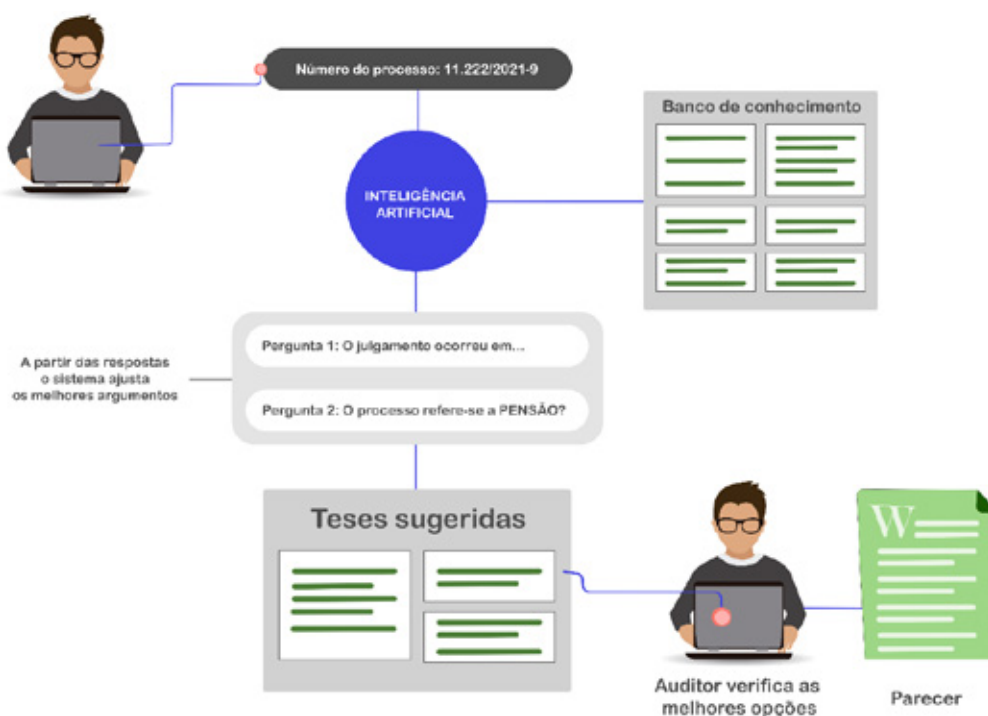 Número do processo: 11.222/2021-9
Banco de conhecimento
INTELIGÊNCIA
ARTIFICIAL
Pergunta 1: O julgamento ocorreu em...
A partir das respostas
o sistema ajusta
os melhores argumentos
Pergunta 2: O processo refere-se a PENSÃO?
Teses sugeridas
W
Auditor verifica as
melhores opções
Parecer